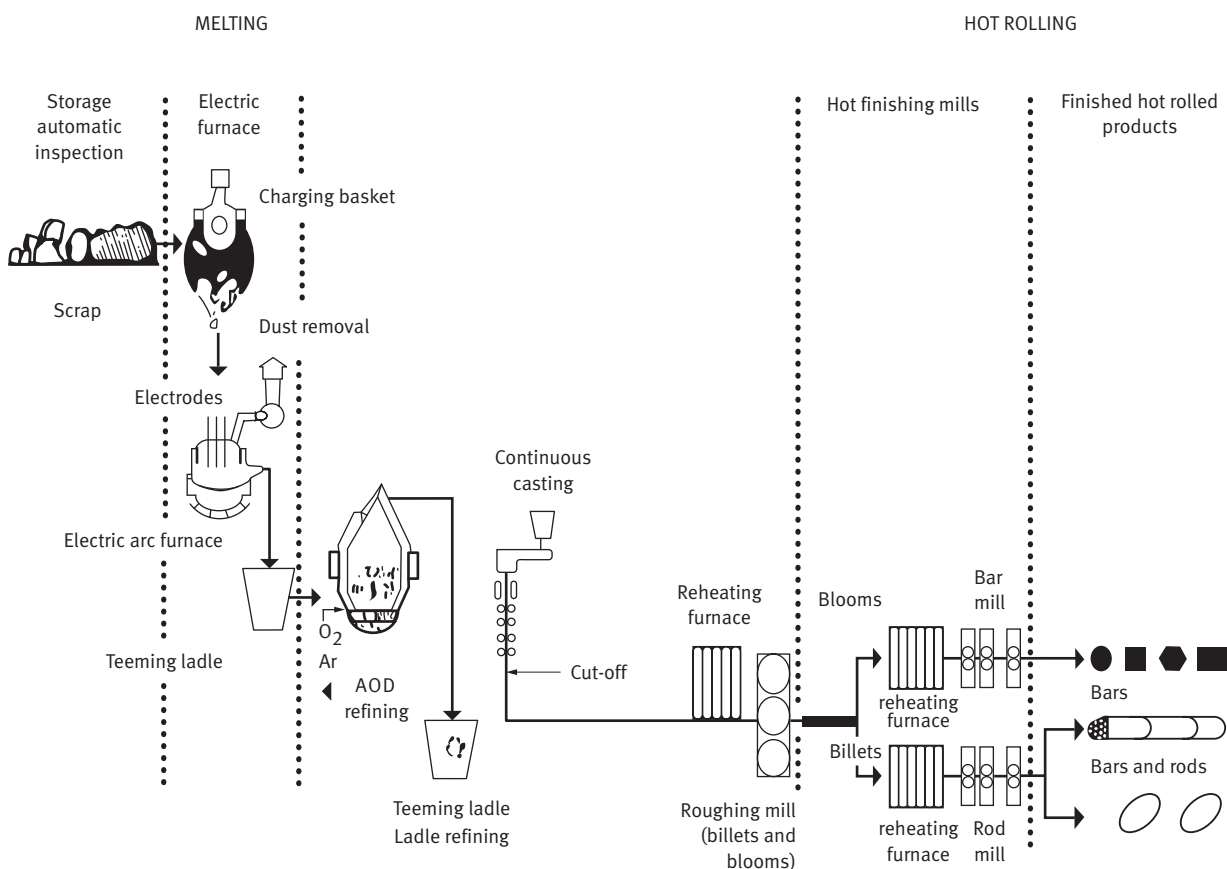 MELTING
HOT ROLLING
Storage
automatic
inspection
Electric
furnace
Hot finishing mills
Finished hot rolled
products
Charging basket
Scrap
Dust removal
Electrodes
Continuous
casting
Electric arc furnace
Reheating
furnace
Blooms
Bar
mill
O2
Ar
Teeming ladle
AOD
refining
Cut-off
reheating
furnace
Bars
Billets
Bars and rods
Teeming ladle
Ladle refining
Roughing mill
(billets and
blooms)
reheating
furnace
Rod
mill